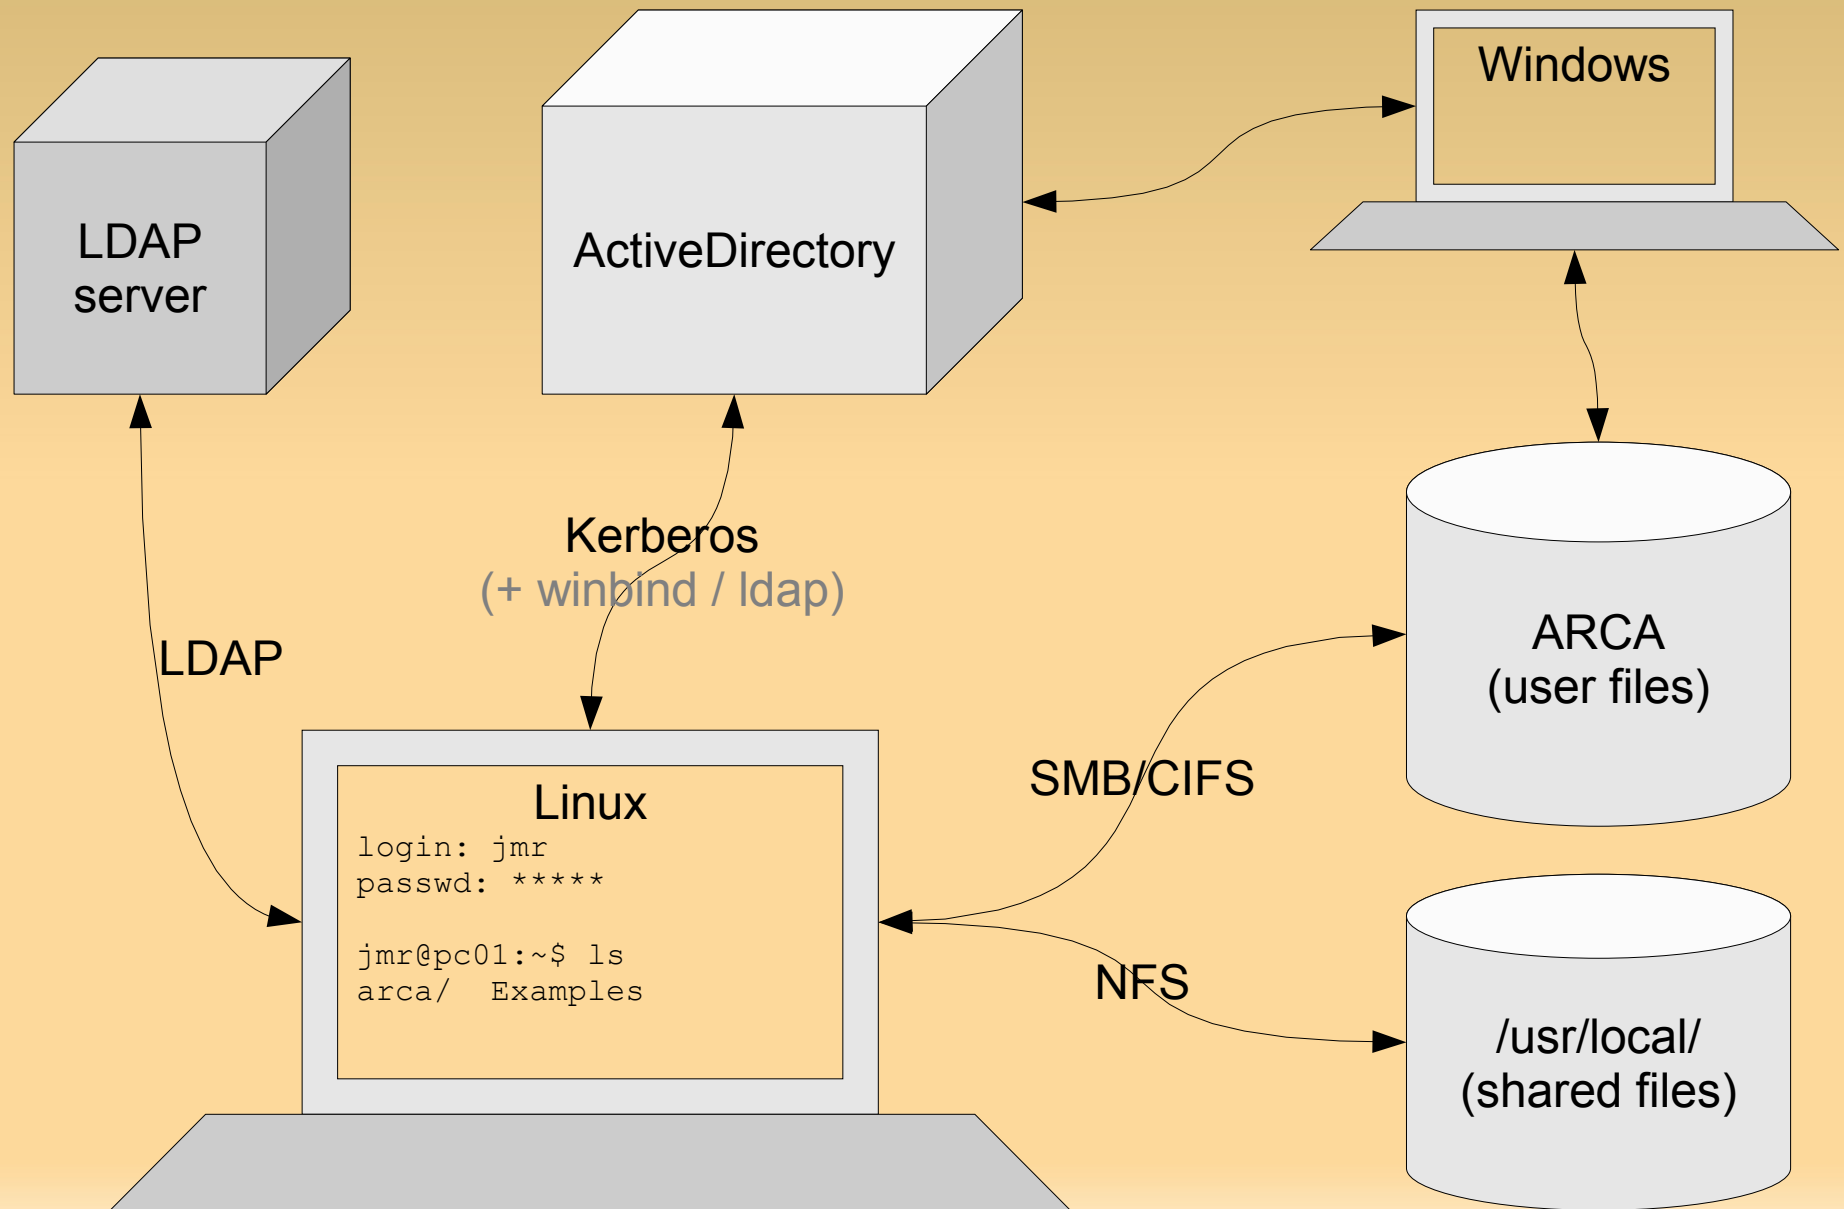 Windows
LDAP
server
ActiveDirectory
Kerberos
(+ winbind / ldap)
LDAP
ARCA
(user files)
SMB/CIFS
Linux
login: jmr
passwd: *****
jmr@pc01:~$ ls
arca/  Examples
NFS
/usr/local/
(shared files)